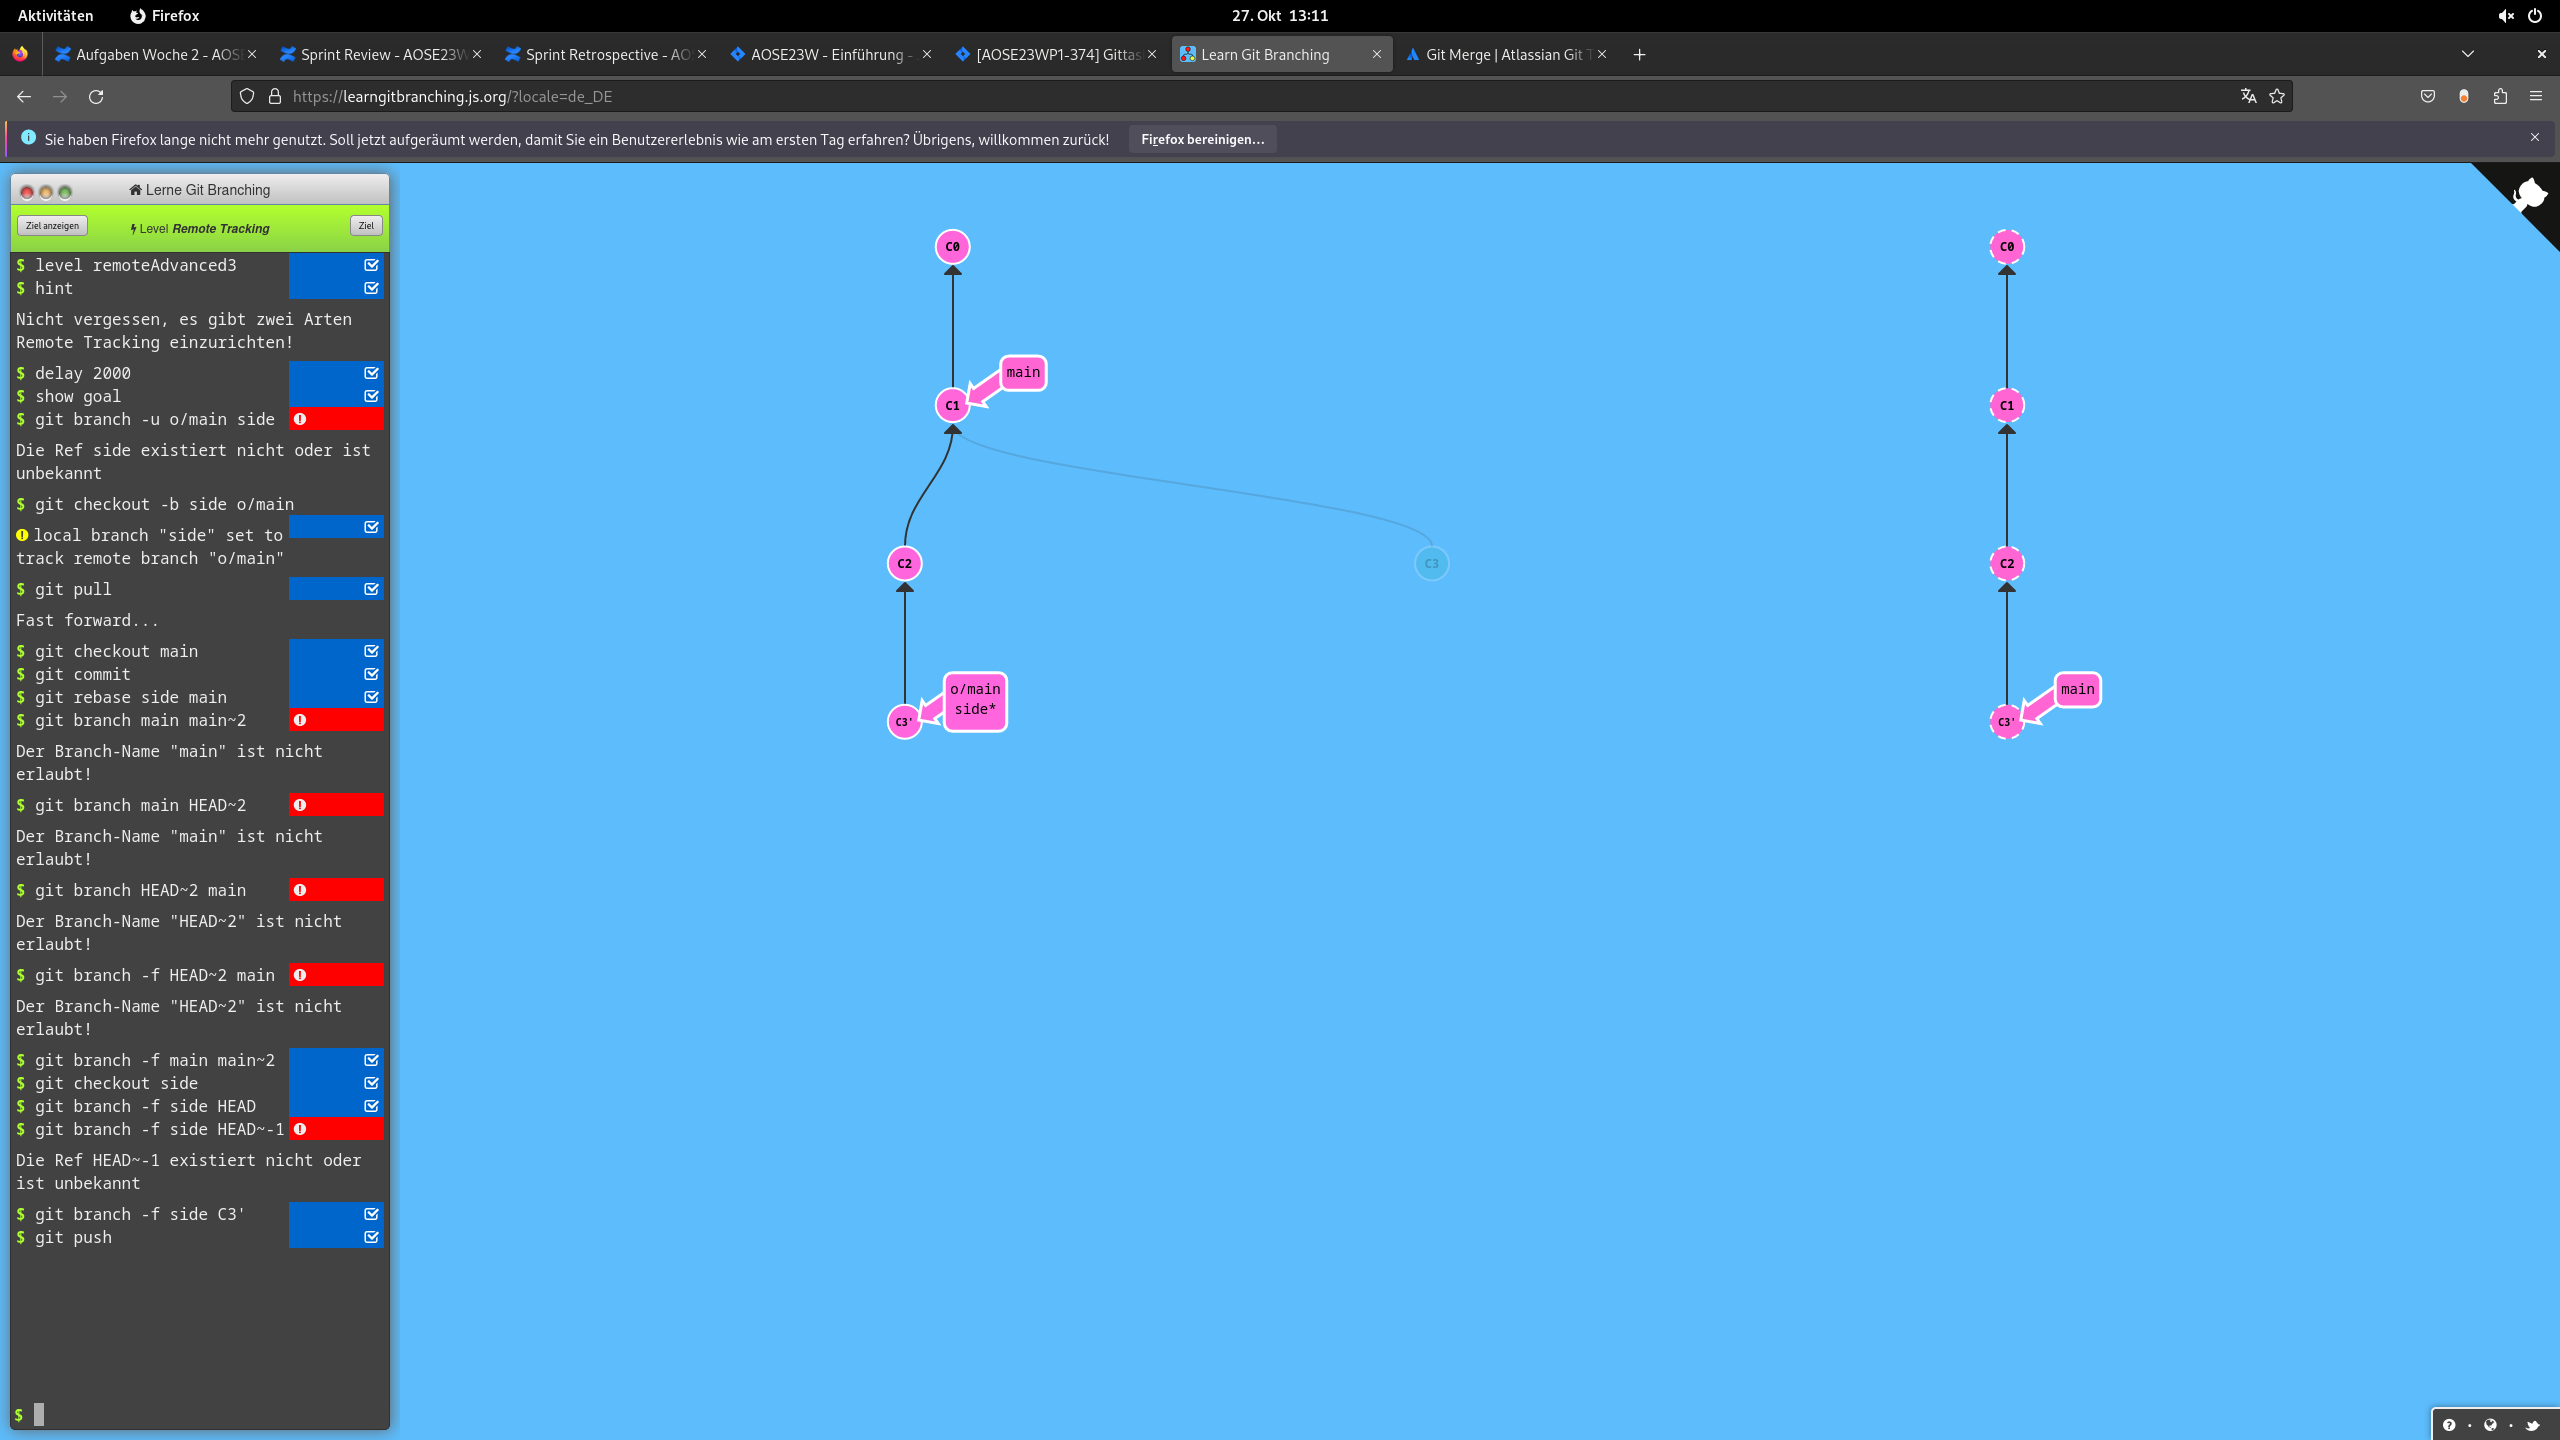 Aktivitäten
Firefox
27. Okt 13:11
Aufgaben Woche 2 - AOS
Sprint Review - AOSE23W
Sprint Retrospective - AO
AOSE23W - Einführung -
[AOSE23WP1-374] Gittas
Learn Git Branching
Git Merge | Atlassian Git T
https://learngitbranching.js.org/?locale=de_DE
Sie haben Firefox lange nicht mehr genutzt. Soll jetzt aufgeräumt werden, damit Sie ein Benutzererlebnis wie am ersten Tag erfahren? Übrigens, willkommen zurück!
Firefox bereinigen…
Lerne Git Branching
Ziel anzeigen
Level Remote Tracking
Ziel
$ level remoteAdvanced3
$ hint
Nicht vergessen, es gibt zwei Arten
Remote Tracking einzurichten!
$ delay 2000
$ show goal
$ git branch -u o/main side
Die Ref side existiert nicht oder ist
unbekannt
$ git checkout -b side o/main
local branch "side" set to
track remote branch "o/main"
$ git pull
Fast forward...
$ git checkout main
$ git commit
$ git rebase side main
$ git branch main main~2
Der Branch-Name "main" ist nicht
erlaubt!
$ git branch main HEAD~2
Der Branch-Name "main" ist nicht
erlaubt!
$ git branch HEAD~2 main
Der Branch-Name "HEAD~2" ist nicht
erlaubt!
$ git branch -f HEAD~2 main
Der Branch-Name "HEAD~2" ist nicht
erlaubt!
$ git branch -f main main~2
$ git checkout side
$ git branch -f side HEAD
$ git branch -f side HEAD~-1
Die Ref HEAD~-1 existiert nicht oder
ist unbekannt
$ git branch -f side C3'
$ git push
$
C0
main
C1
C2
C3
o/main
side*
C3'
C0
C1
C2
main
C3'